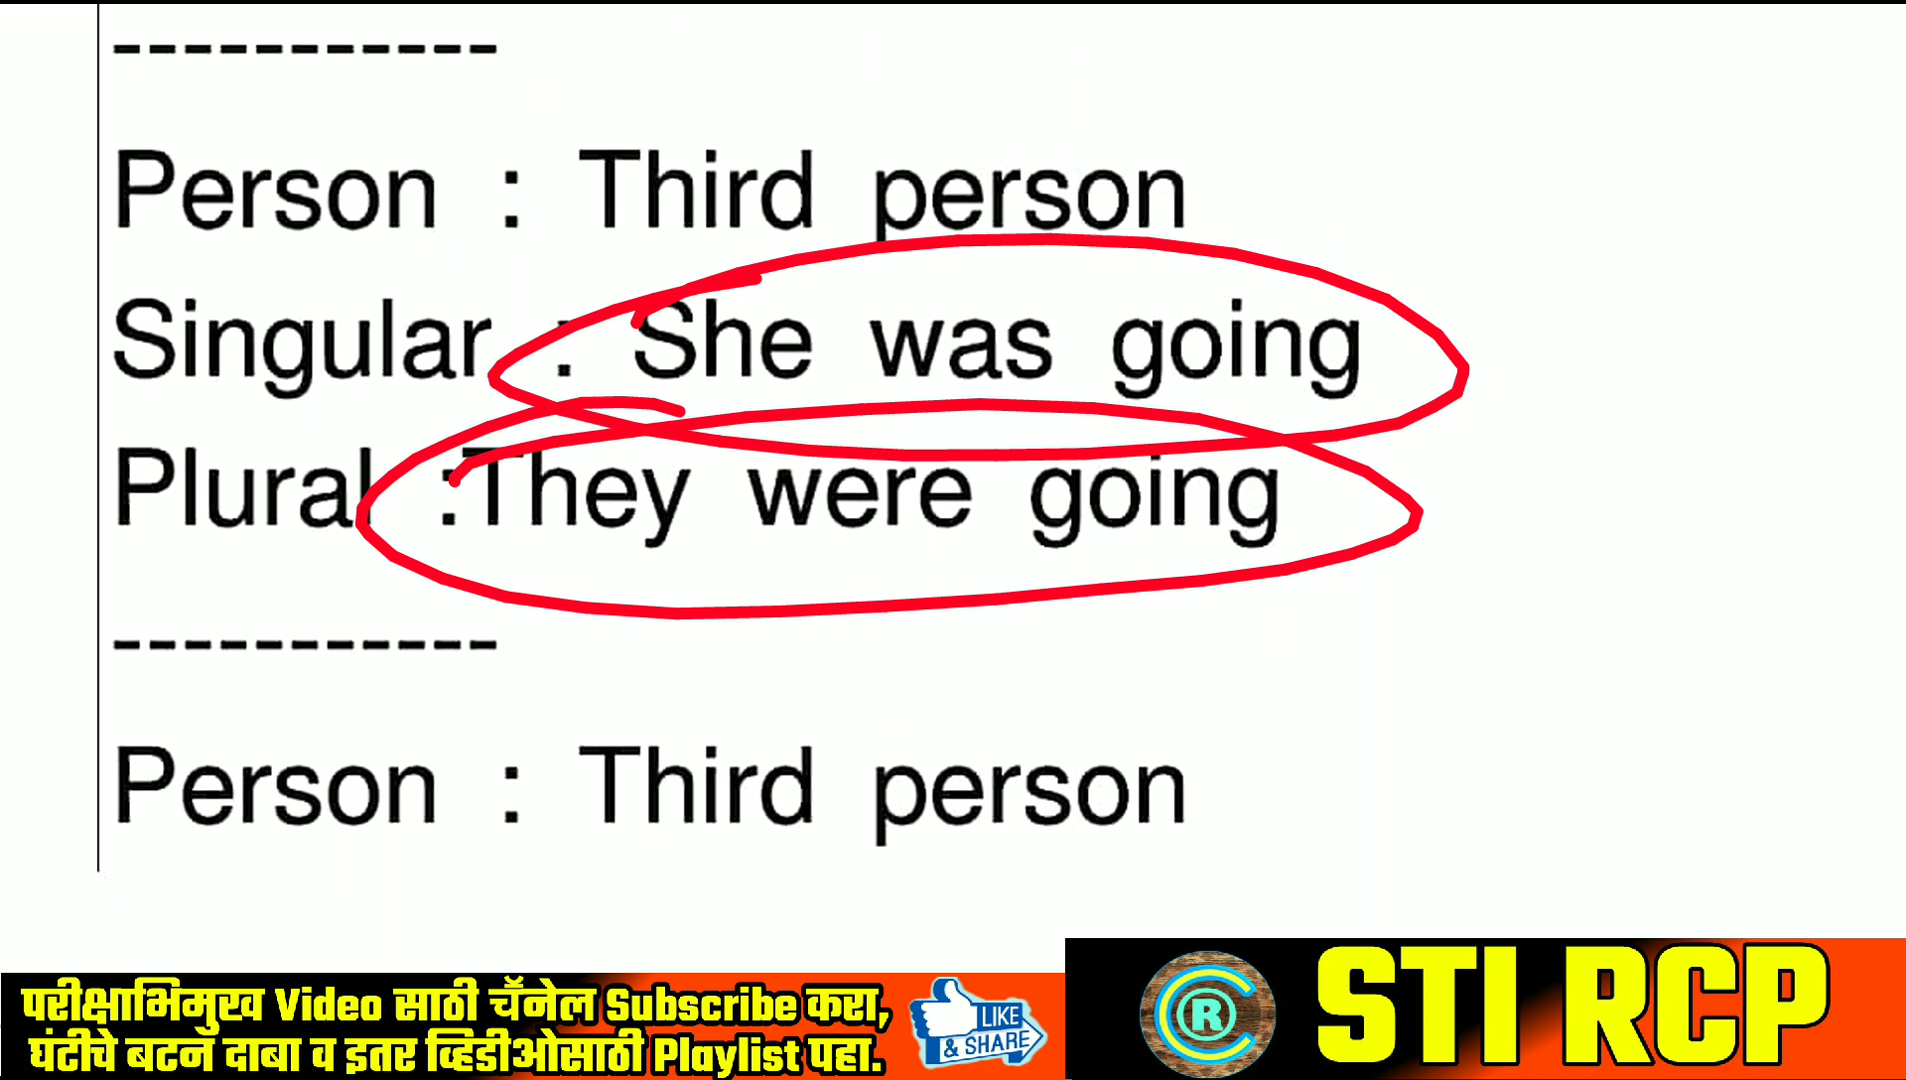 -----------
Person : Third person
Singular : She was going
Plural :They were going
-----------
Person : Third person
परीक्षाभिमुख Video साठी चॅनेल Subscribe करा,
घंटीचे बटन दाबा व इतर व्हिडीओसाठी Playlist पहा.
LIKE
& SHARE
R
STI RCP